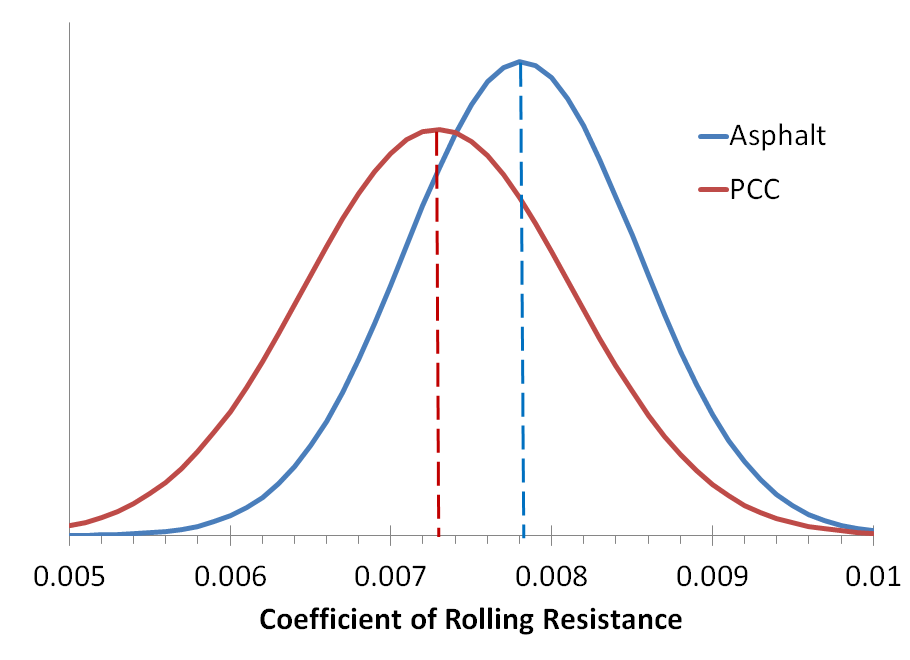 Asphalt
PCC
0.005 0.006 0.007 0.008 0.009 0.01
Coefficient of Rolling Resistance